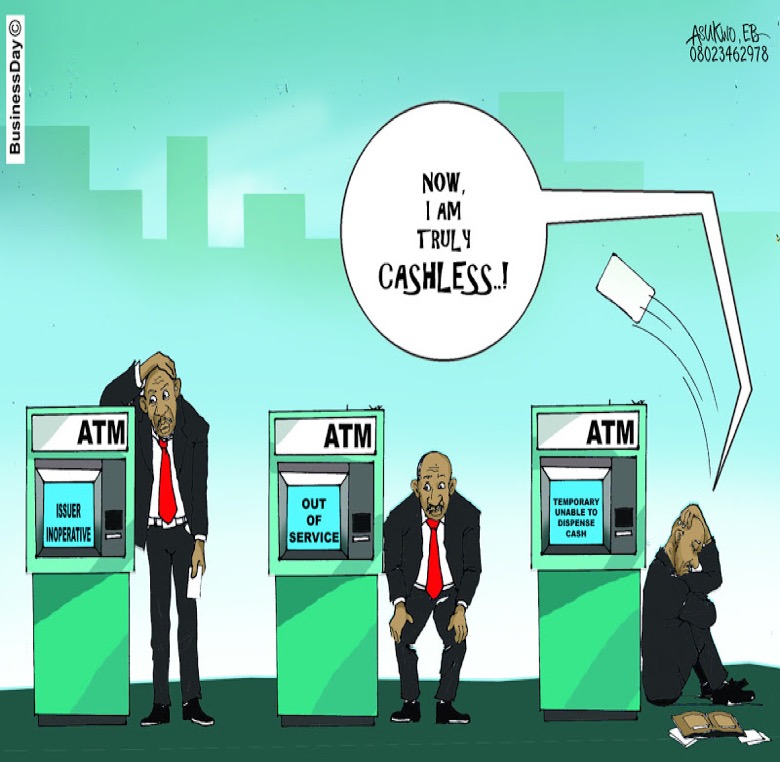 BusinessDay ©
ASUKWO, EB
08023462978
NOW,
I AM
TRULY
CASHLESS..!
ATM
ISSUER
INOPERATIVE
ATM
OUT
OF
SERVICE
ATM
TEMPORARY
UNABLE TO
DISPENSE
CASH